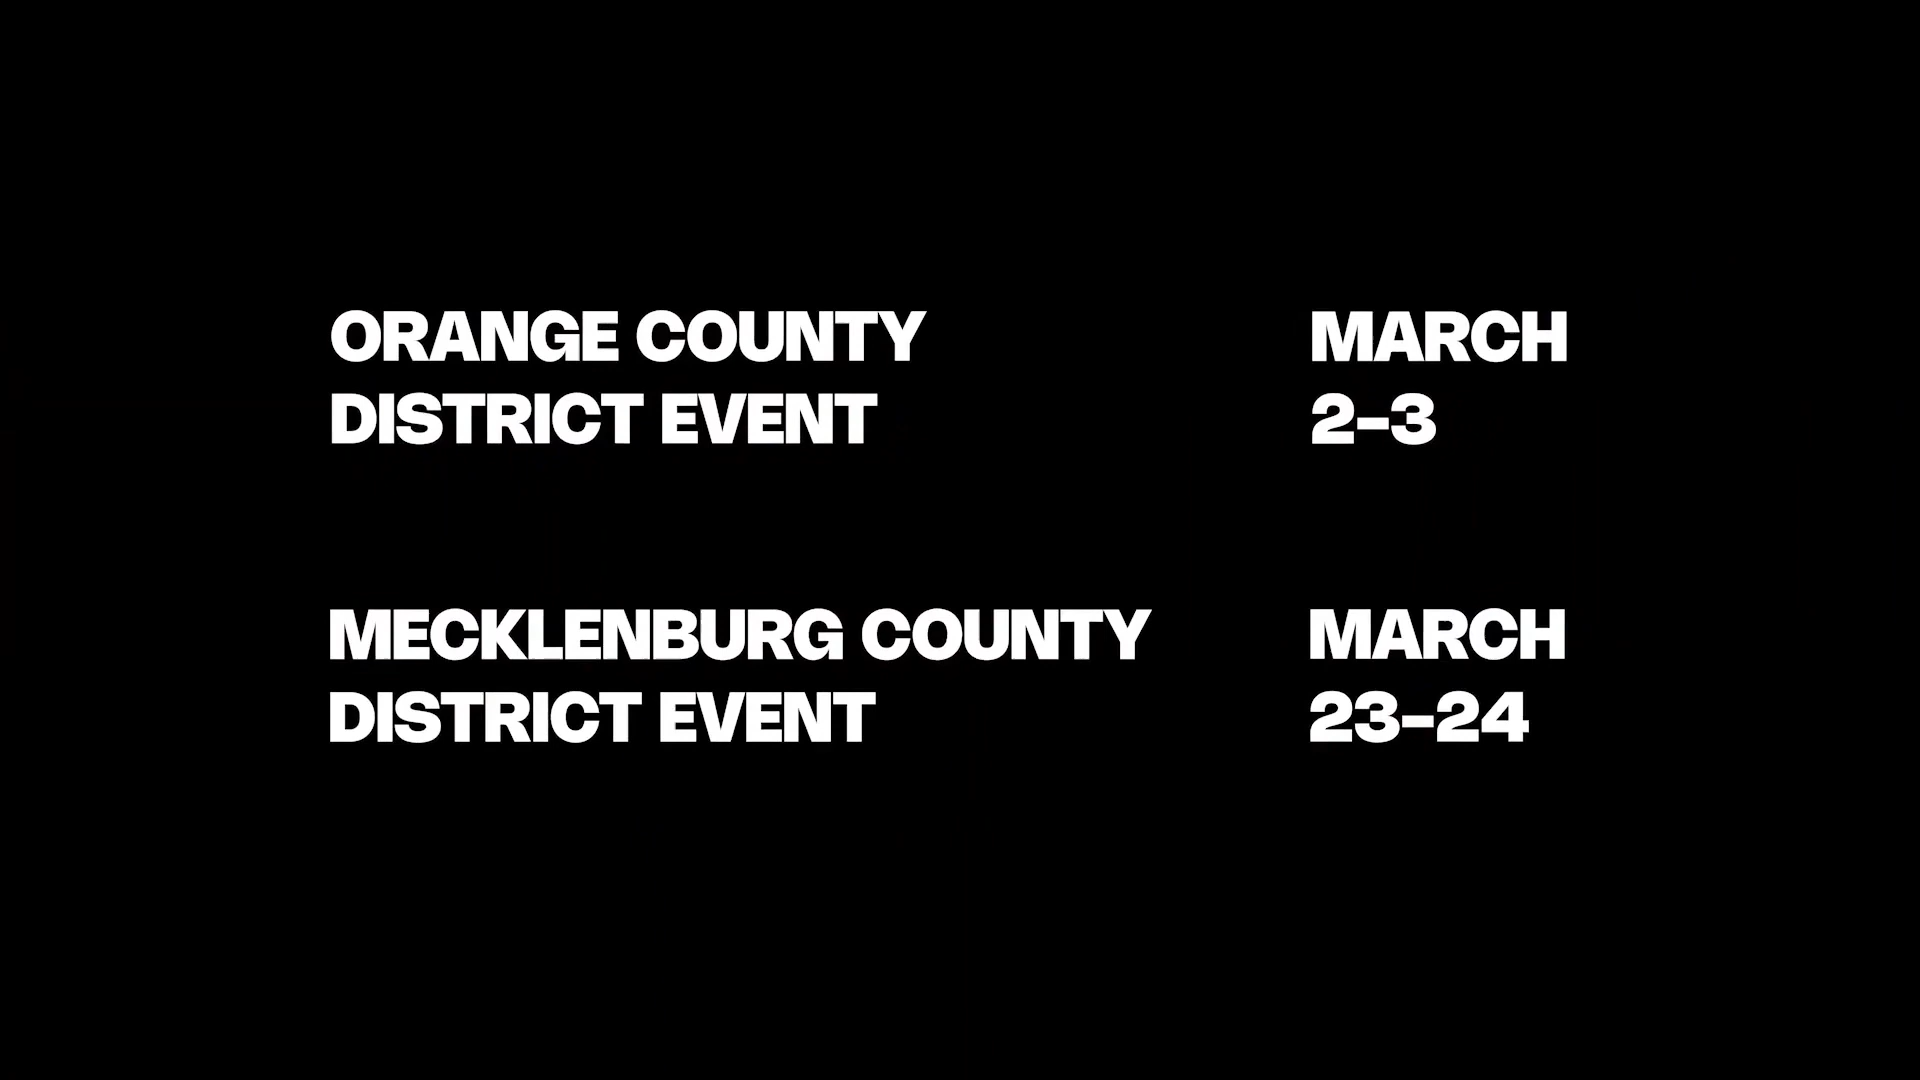 ORANGE COUNTY
DISTRICT EVENT
MARCH
2–3
MECKLENBURG COUNTY
DISTRICT EVENT
MARCH
23–24